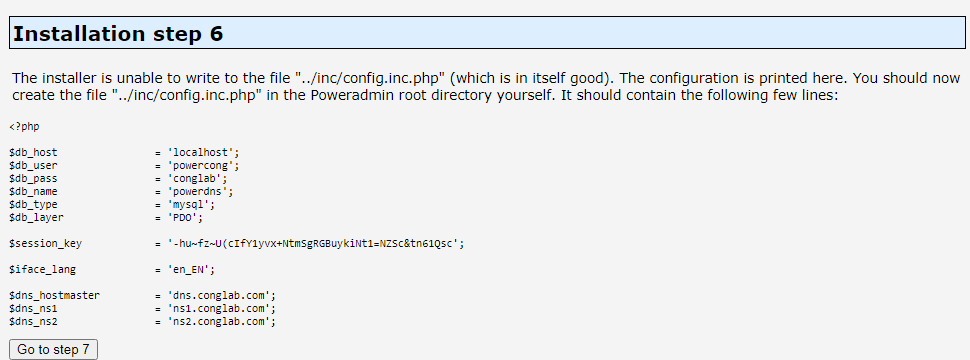 Installation step 6
The installer is unable to write to the file "../inc/config.inc.php" (which is in itself good). The configuration is printed here. You should now
create the file "../inc/config.inc.php" in the Poweradmin root directory yourself. It should contain the following few lines:
<?php
$db_host = 'localhost';
$db_user = 'powercong';
$db_pass = 'conglab';
$db_name = 'powerdns';
$db_type = 'mysql';
$db_layer = 'PDO';
$session_key = '-hu~fz~U(cIfY1yvx+NtmSgRGBuykiNt1=NZSc&tn61Qsc';
$iface_lang = 'en_EN';
$dns_hostmaster = 'dns.conglab.com';
$dns_ns1 = 'ns1.conglab.com';
$dns_ns2 = 'ns2.conglab.com';
Go to step 7